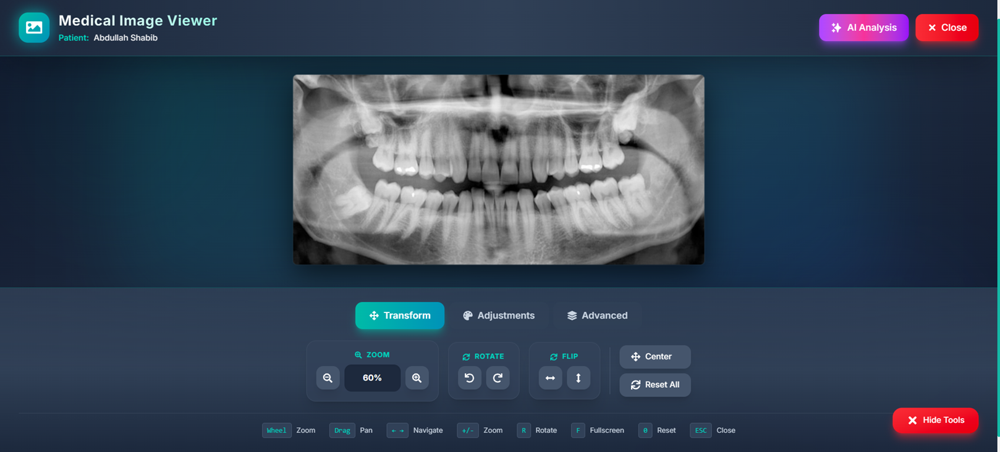 Medical Image Viewer
Patient: Abdullah Shabib
AI Analysis
Close
Transform
Adjustments
Advanced
ZOOM
60%
ROTATE
FLIP
Center
Reset All
Wheel Zoom Drag Pan ← → Navigate +/- Zoom R Rotate F Fullscreen 0 Reset ESC Close
Hide Tools